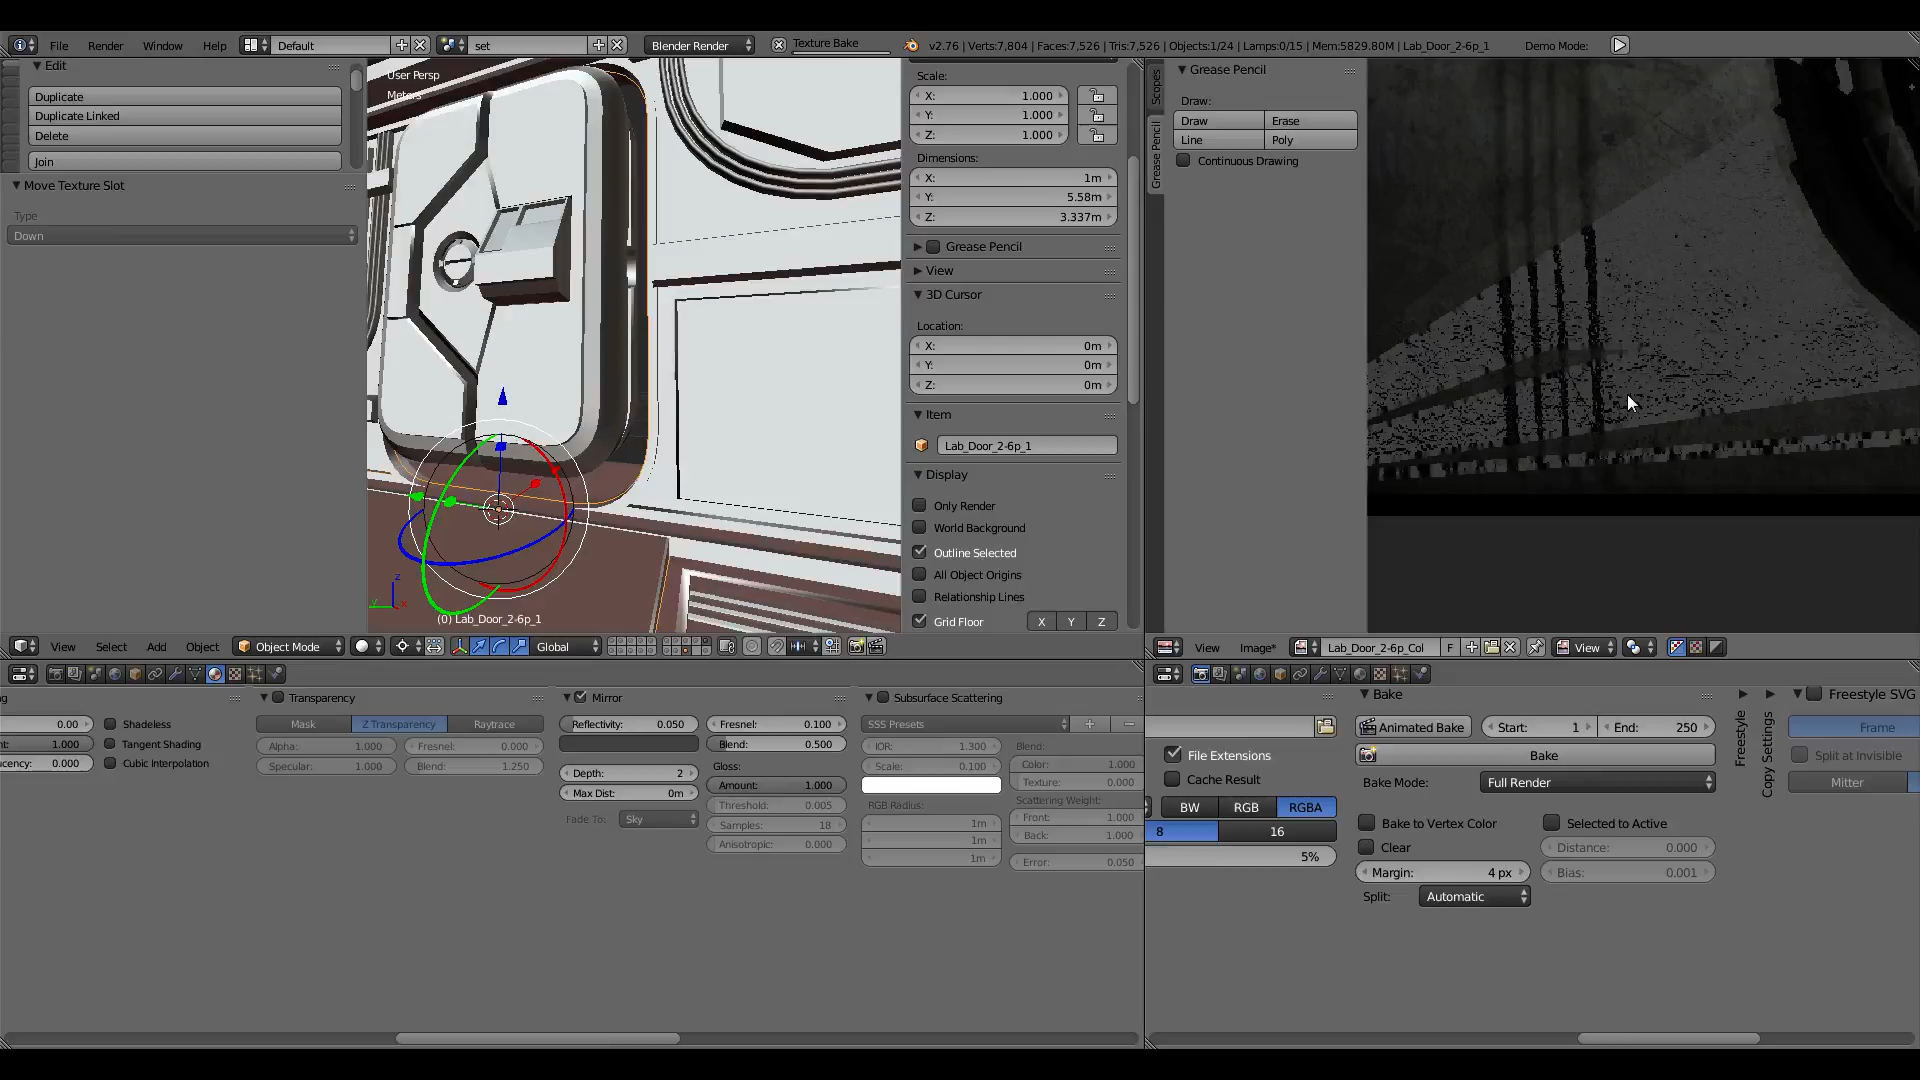 File Render Window Help Default set Blender Render Texture Bake v2.76 | Verts:7,804 | Faces:7,526 | Tris:7,526 | Objects:1/24 | Lamps:0/15 | Mem:5829.80M | Lab_Door_2-6p_1 Demo Mode:
Edit
Duplicate
Duplicate Linked
Delete
Join
Move Texture Slot
Type
Down
User Persp
Meters
(0) Lab_Door_2-6p_1
Scale:
X: 1.000
Y: 1.000
Z: 1.000
Dimensions:
X: 1m
Y: 5.58m
Z: 3.337m
Grease Pencil
View
3D Cursor
Location:
X: 0m
Y: 0m
Z: 0m
Item
Lab_Door_2-6p_1
Display
Only Render
World Background
Outline Selected
All Object Origins
Relationship Lines
Grid Floor X Y Z
Scopes
Grease Pencil
Grease Pencil
Draw:
Draw Erase
Line Poly
Continuous Drawing
View Select Add Object Object Mode Global
View Image* Lab_Door_2-6p_Col F View
0.00 Shadeless
1.000 Tangent Shading
0.000 Cubic Interpolation
Transparency
Mask Z Transparency Raytrace
Alpha: 1.000 Fresnel: 0.000
Specular: 1.000 Blend: 1.250
Mirror
Reflectivity: 0.050 Fresnel: 0.100
Blend: 0.500
Depth: 2 Gloss:
Max Dist: 0m Amount: 1.000
Fade To: Sky Threshold: 0.005
Samples: 18
Anisotropic: 0.000
Subsurface Scattering
SSS Presets
IOR: 1.300 Blend:
Scale: 0.100 Color: 1.000
Texture: 0.000
RGB Radius: Scattering Weight:
1m Front: 1.000
1m Back: 1.000
1m Error: 0.050
File Extensions
Cache Result
BW RGB RGBA
8 16
5%
Bake
Animated Bake Start: 1 End: 250
Bake
Bake Mode: Full Render
Bake to Vertex Color Selected to Active
Clear Distance: 0.000
Margin: 4 px Bias: 0.001
Split: Automatic
Freestyle
Copy Settings
Freestyle SVG
Frame
Split at Invisible
Mitter